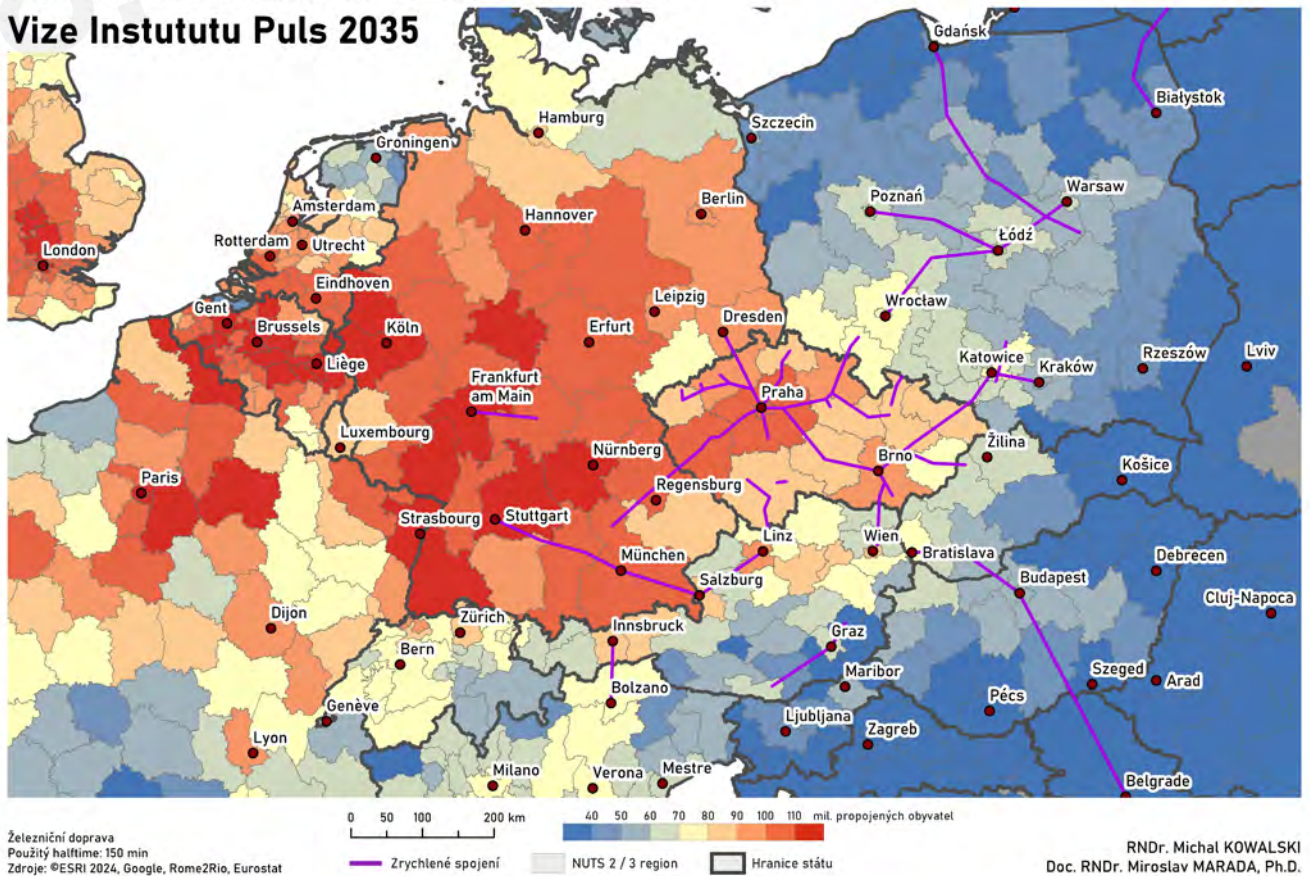 Vize Instututu Puls 2035
Gdańsk
Białystok
Hamburg
Szczecin
Groningen
Amsterdam
Hannover
Berlin
Poznań
Warsaw
London
Rotterdam
Utrecht
Łódź
Eindhoven
Leipzig
Wrocław
Gent
Brussels
Köln
Erfurt
Dresden
Liège
Katowice
Kraków
Rzeszów
Lviv
Frankfurt
am Main
Praha
Luxembourg
Nürnberg
Brno
Žilina
Košice
Paris
Regensburg
Strasbourg
Stuttgart
Linz
Wien
Bratislava
München
Debrecen
Salzburg
Budapest
Cluj-Napoca
Dijon
Zürich
Innsbruck
Graz
Bern
Maribor
Szeged
Arad
Bolzano
Pécs
Genève
Ljubljana
Zagreb
Lyon
Milano
Verona
Mestre
Belgrade
0 50 100 200 km
40 50 60 70 80 90 100 110 mil. propojených obyvatel
Železniční doprava
Použitý halftime: 150 min
Zdroje: ©ESRI 2024, Google, Rome2Rio, Eurostat
Zrychlené spojení
NUTS 2 / 3 region
Hranice státu
RNDr. Michal KOWALSKI
Doc. RNDr. Miroslav MARADA, Ph.D.